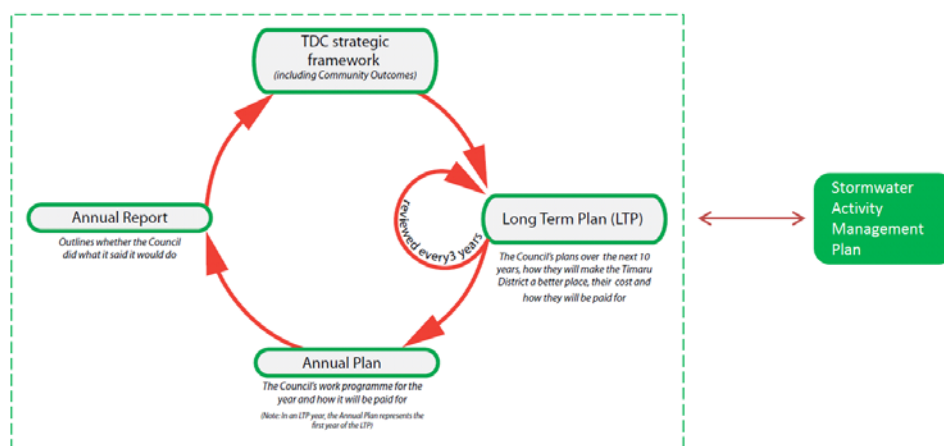 TDC strategic
framework
(including Community Outcomes)
Annual Report
Outlines whether the Council
did what it said it would do
reviewed every3 years
Long Term Plan (LTP)
The Council's plans over the next 10
years, how they will make the Timaru
District a better place, their cost and
how they will be paid for
Stormwater
Activity
Management
Plan
Annual Plan
The Council's work programme for the
year and how it will be paid for
(Note: In an LTP year, the Annual Plan represents the
first year of the LTP)